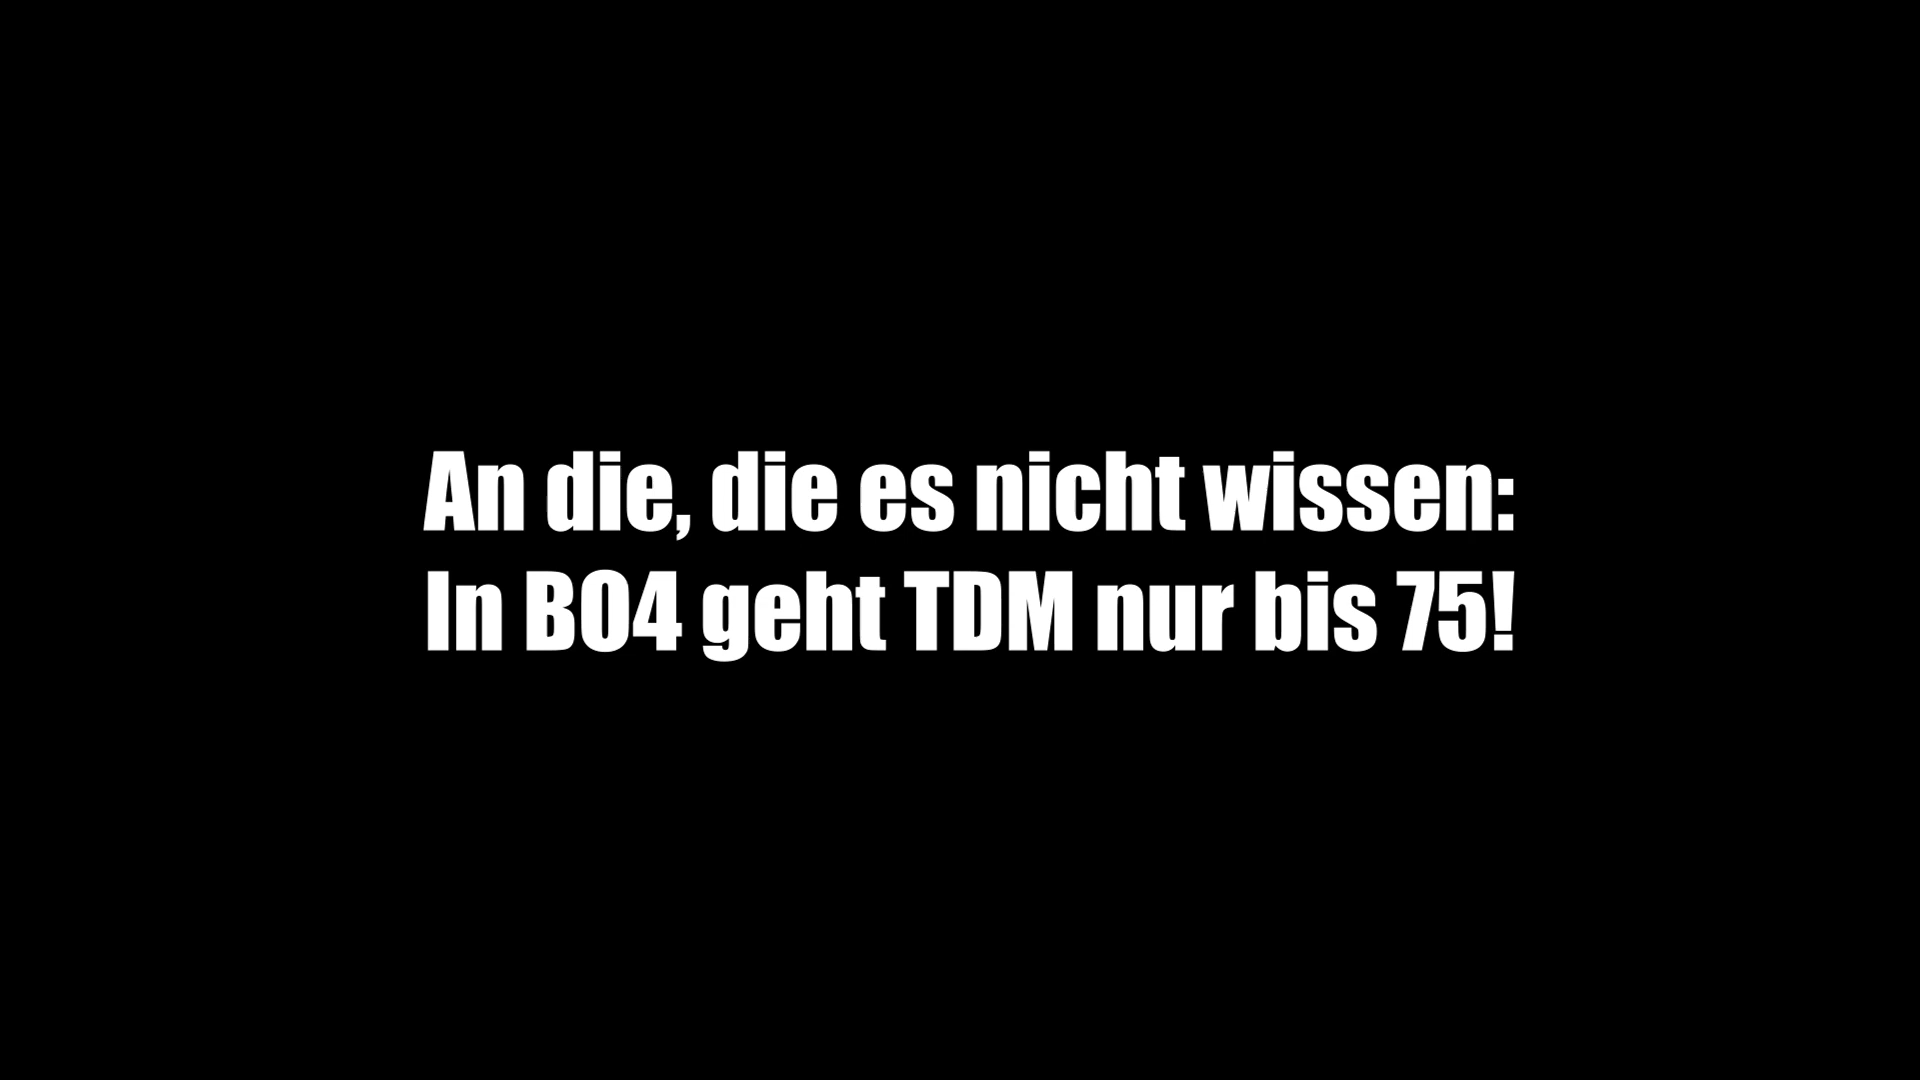 An die, die es nicht wissen:
In BO4 geht TDM nur bis 75!